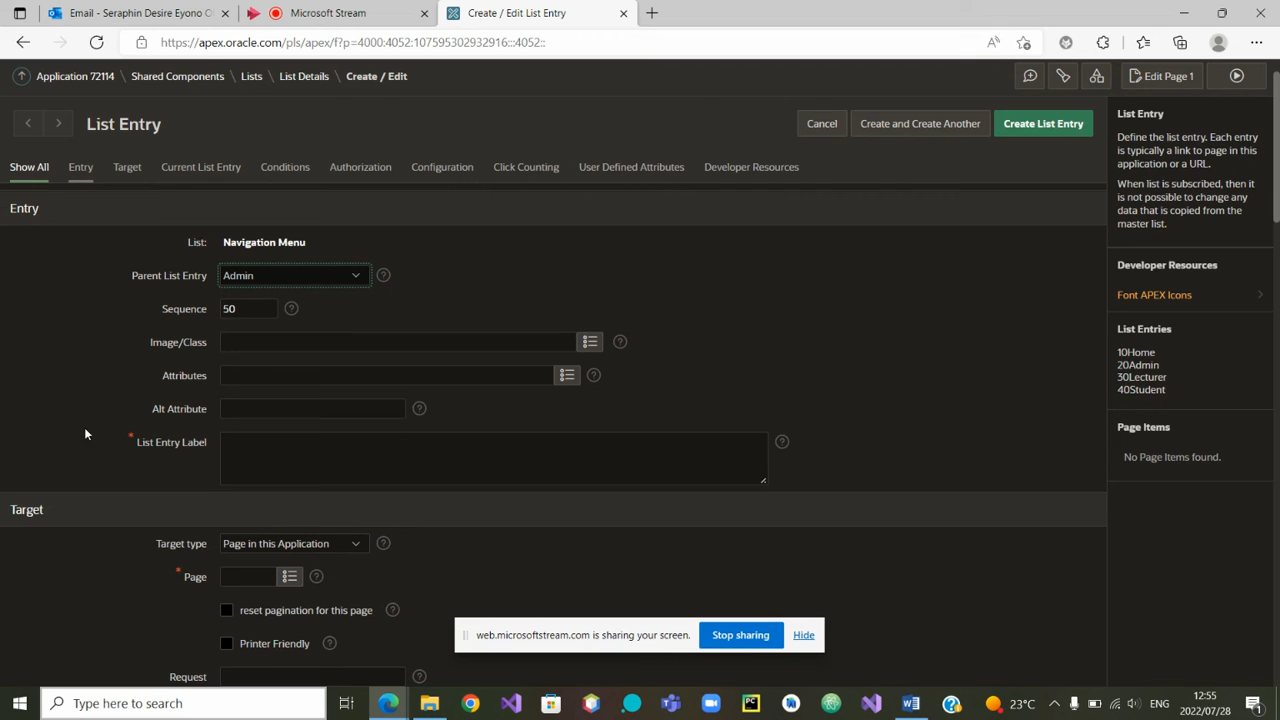 Email - Seraphin Desire Eyono O
Microsoft Stream
Create / Edit List Entry
https://apex.oracle.com/pls/apex/f?p=4000:4052:107595302932916:::4052::
Application 72114 \ Shared Components \ Lists \ List Details \ Create / Edit
Edit Page 1
List Entry
Cancel
Create and Create Another
Create List Entry
Show All
Entry
Target
Current List Entry
Conditions
Authorization
Configuration
Click Counting
User Defined Attributes
Developer Resources
Entry
List: Navigation Menu
Parent List Entry Admin
Sequence 50
Image/Class
Attributes
Alt Attribute
* List Entry Label
Target
Target type Page in this Application
* Page
reset pagination for this page
Printer Friendly
Request
List Entry
Define the list entry. Each entry
is typically a link to page in this
application or a URL.
When list is subscribed, then it
is not possible to change any
data that is copied from the
master list.
Developer Resources
Font APEX Icons
List Entries
10Home
20Admin
30Lecturer
40Student
Page Items
No Page Items found.
web.microsoftstream.com is sharing your screen.
Stop sharing
Hide
Type here to search
23°C
ENG
12:55
2022/07/28